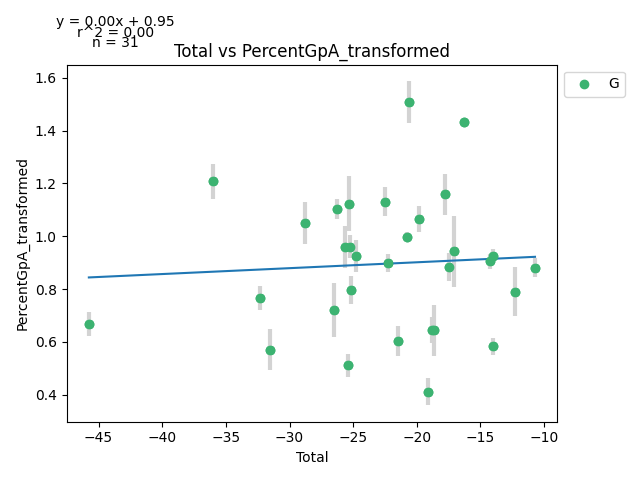 y = 0.00x + 0.95
r^2 = 0.00
n = 31
Total vs PercentGpA_transformed
G
PercentGpA_transformed
1.6
1.4
1.2
1.0
0.8
0.6
0.4
−45 −40 −35 −30 −25 −20 −15 −10
Total